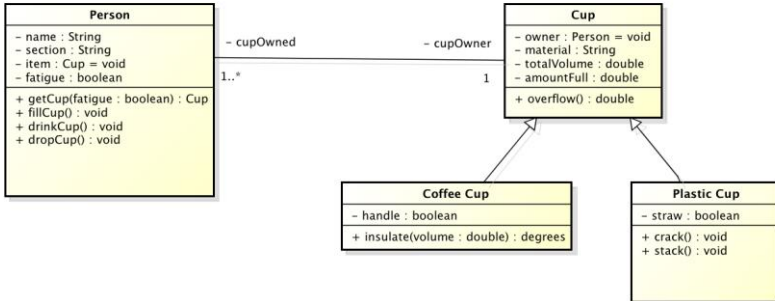 Person
- name : String
- section : String
- item : Cup = void
- fatigue : boolean
+ getCup(fatigue : boolean) : Cup
+ fillCup() : void
+ drinkCup() : void
+ dropCup() : void
- cupOwned
1..*
- cupOwner
1
Cup
- owner : Person = void
- material : String
- totalVolume : double
- amountFull : double
+ overflow() : double
Coffee Cup
- handle : boolean
+ insulate(volume : double) : degrees
Plastic Cup
- straw : boolean
+ crack() : void
+ stack() : void